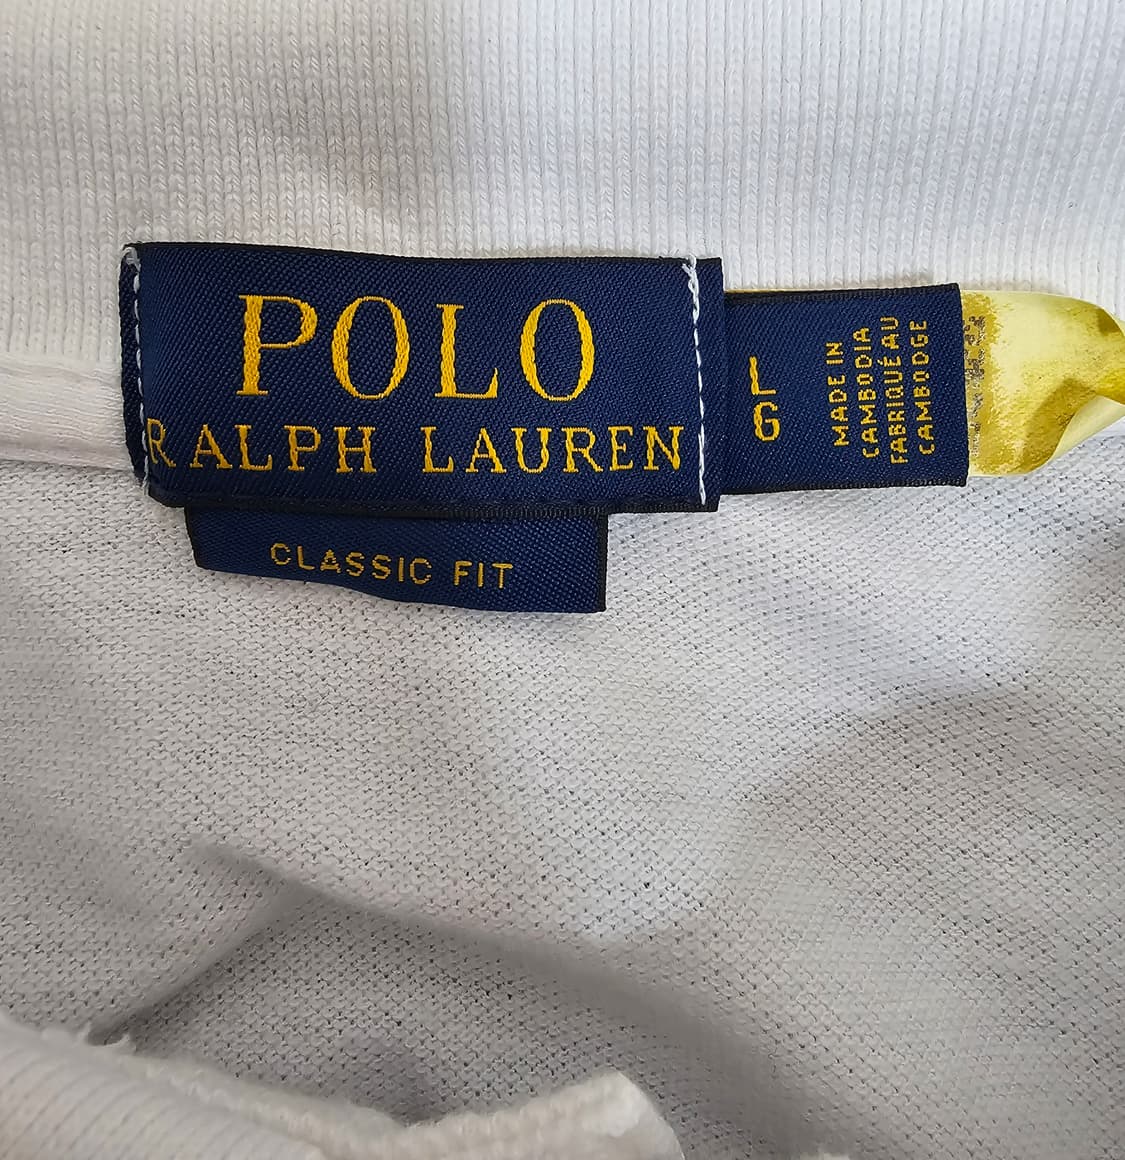 POLO
RALPH LAUREN
CLASSIC FIT
L
G
MADE IN
CAMBODIA
FABRIQUÉ AU
CAMBODGE